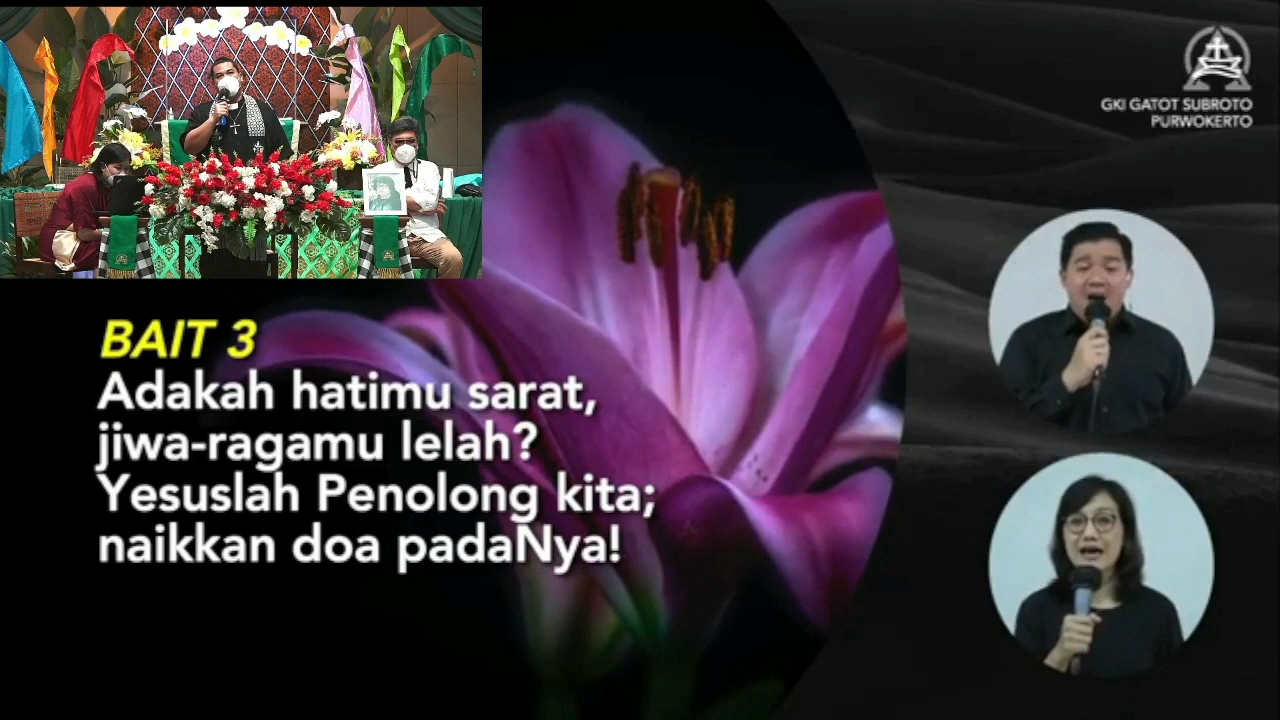 GKI GATOT SUBROTO
PURWOKERTO
BAIT 3
Adakah hatimu sarat,
jiwa-ragamu lelah?
Yesuslah Penolong kita;
naikkan doa padaNya!